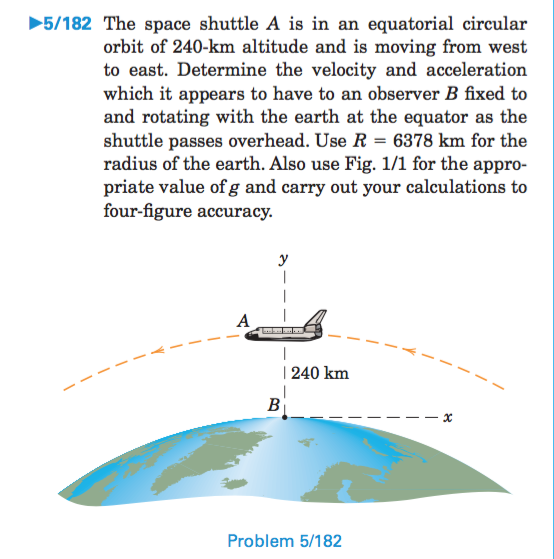 ▶5/182 The space shuttle A is in an equatorial circular
orbit of 240-km altitude and is moving from west
to east. Determine the velocity and acceleration
which it appears to have to an observer B fixed to
and rotating with the earth at the equator as the
shuttle passes overhead. Use R = 6378 km for the
radius of the earth. Also use Fig. 1/1 for the appro-
priate value of g and carry out your calculations to
four-figure accuracy.
y
A
240 km
B
x
Problem 5/182